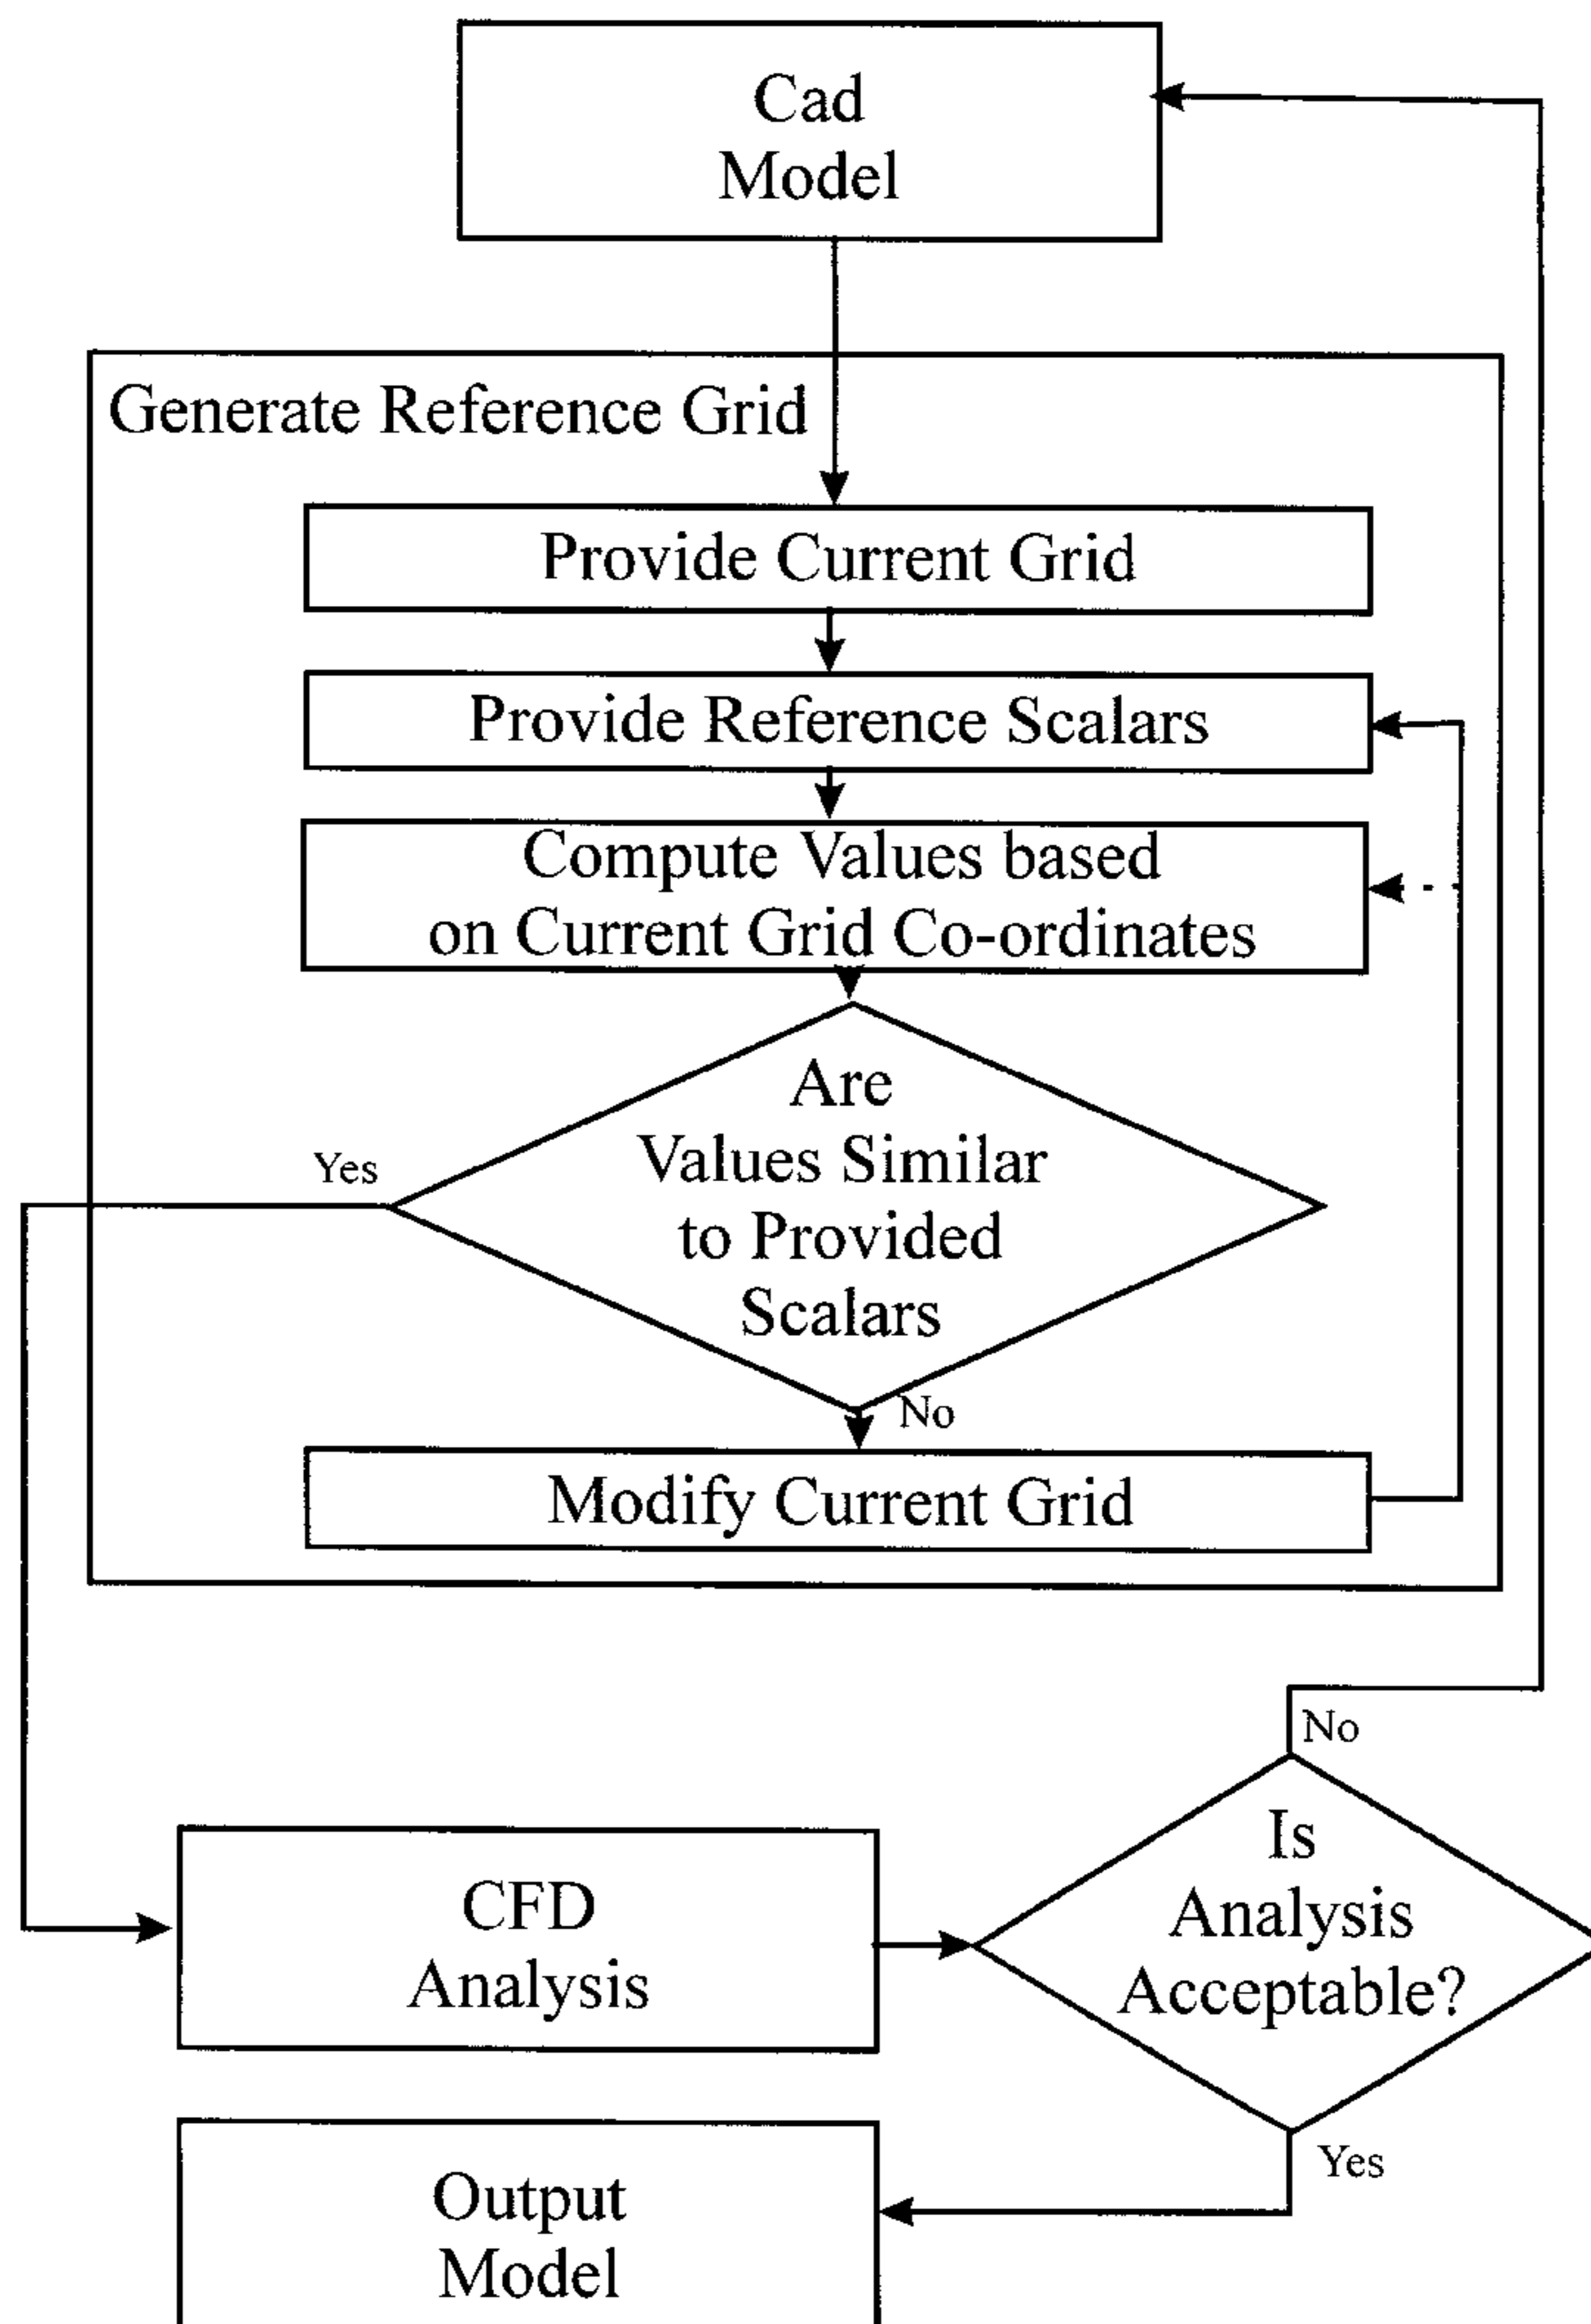 Cad
Model
Generate Reference Grid
Provide Current Grid
Provide Reference Scalars
Compute Values based
on Current Grid Co-ordinates
Are
Values Similar
to Provided
Scalars
Yes
No
Modify Current Grid
No
CFD
Analysis
Is
Analysis
Acceptable?
Yes
Output
Model